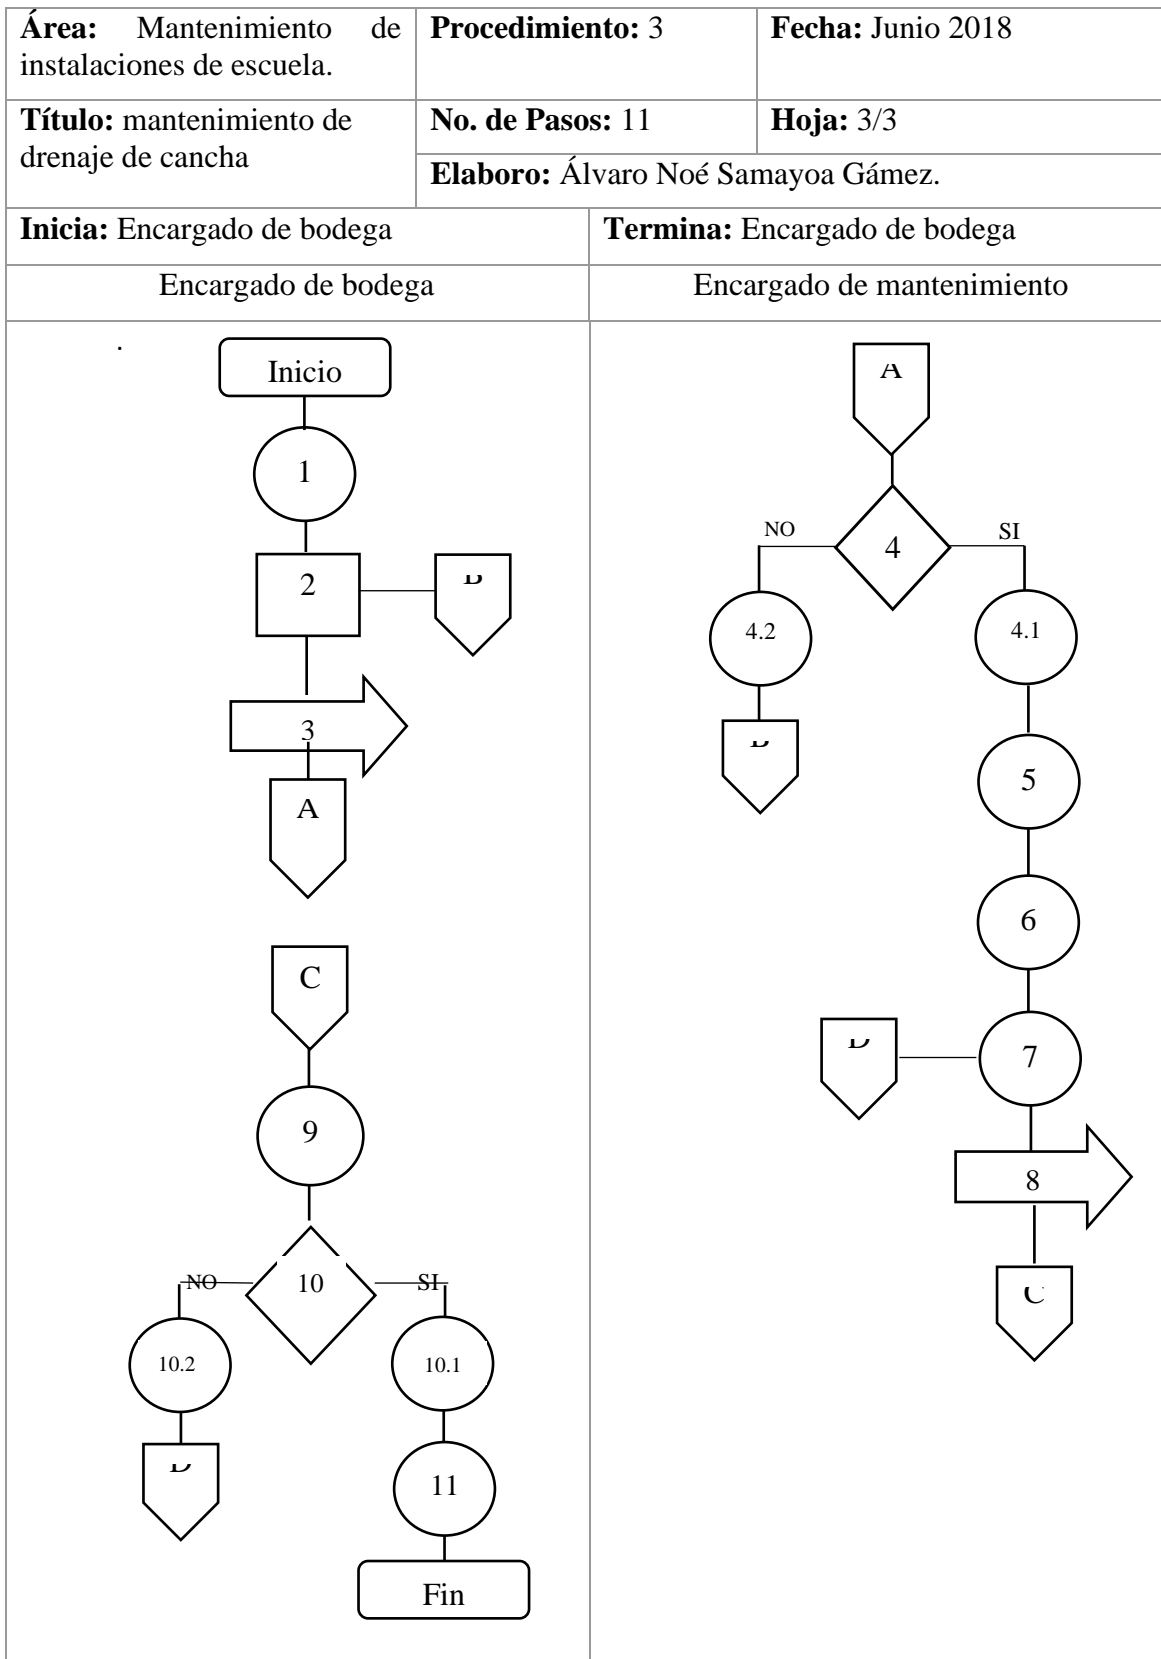 Área: Mantenimiento de
instalaciones de escuela.
Procedimiento: 3
Fecha: Junio 2018
Título: mantenimiento de
drenaje de cancha
No. de Pasos: 11
Hoja: 3/3
Elaboro: Álvaro Noé Samayoa Gámez.
Inicia: Encargado de bodega
Termina: Encargado de bodega
Encargado de bodega
Encargado de mantenimiento
.
Inicio
1
2
3
A
C
9
NO
10
SI
10.2
10.1
11
Fin
A
NO
4
SI
4.2
4.1
5
6
7
8
C